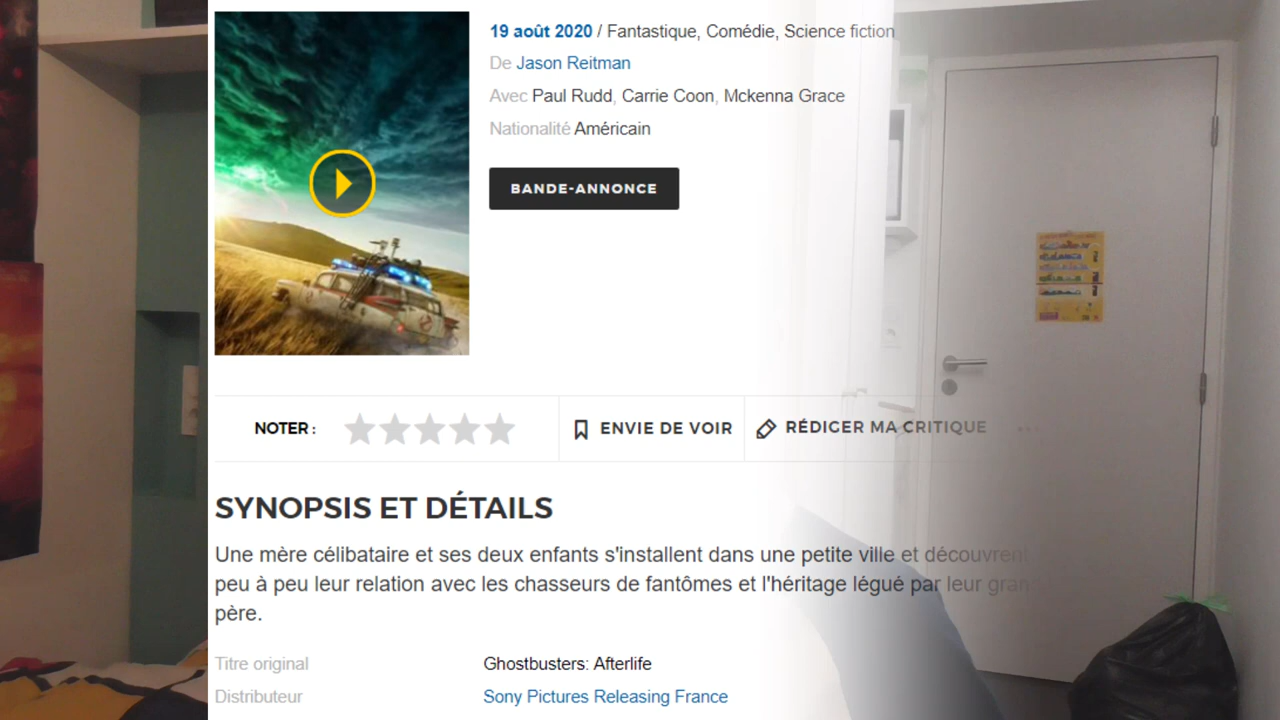 19 août 2020 / Fantastique, Comédie, Science fiction
De Jason Reitman
Avec Paul Rudd, Carrie Coon, Mckenna Grace
Nationalité Américain
BANDE-ANNONCE
NOTER :
ENVIE DE VOIR
RÉDIGER MA CRITIQUE
SYNOPSIS ET DÉTAILS
Une mère célibataire et ses deux enfants s'installent dans une petite ville et découvrent
peu à peu leur relation avec les chasseurs de fantômes et l'héritage légué par leur gran
père.
Titre original Ghostbusters: Afterlife
Distributeur Sony Pictures Releasing France